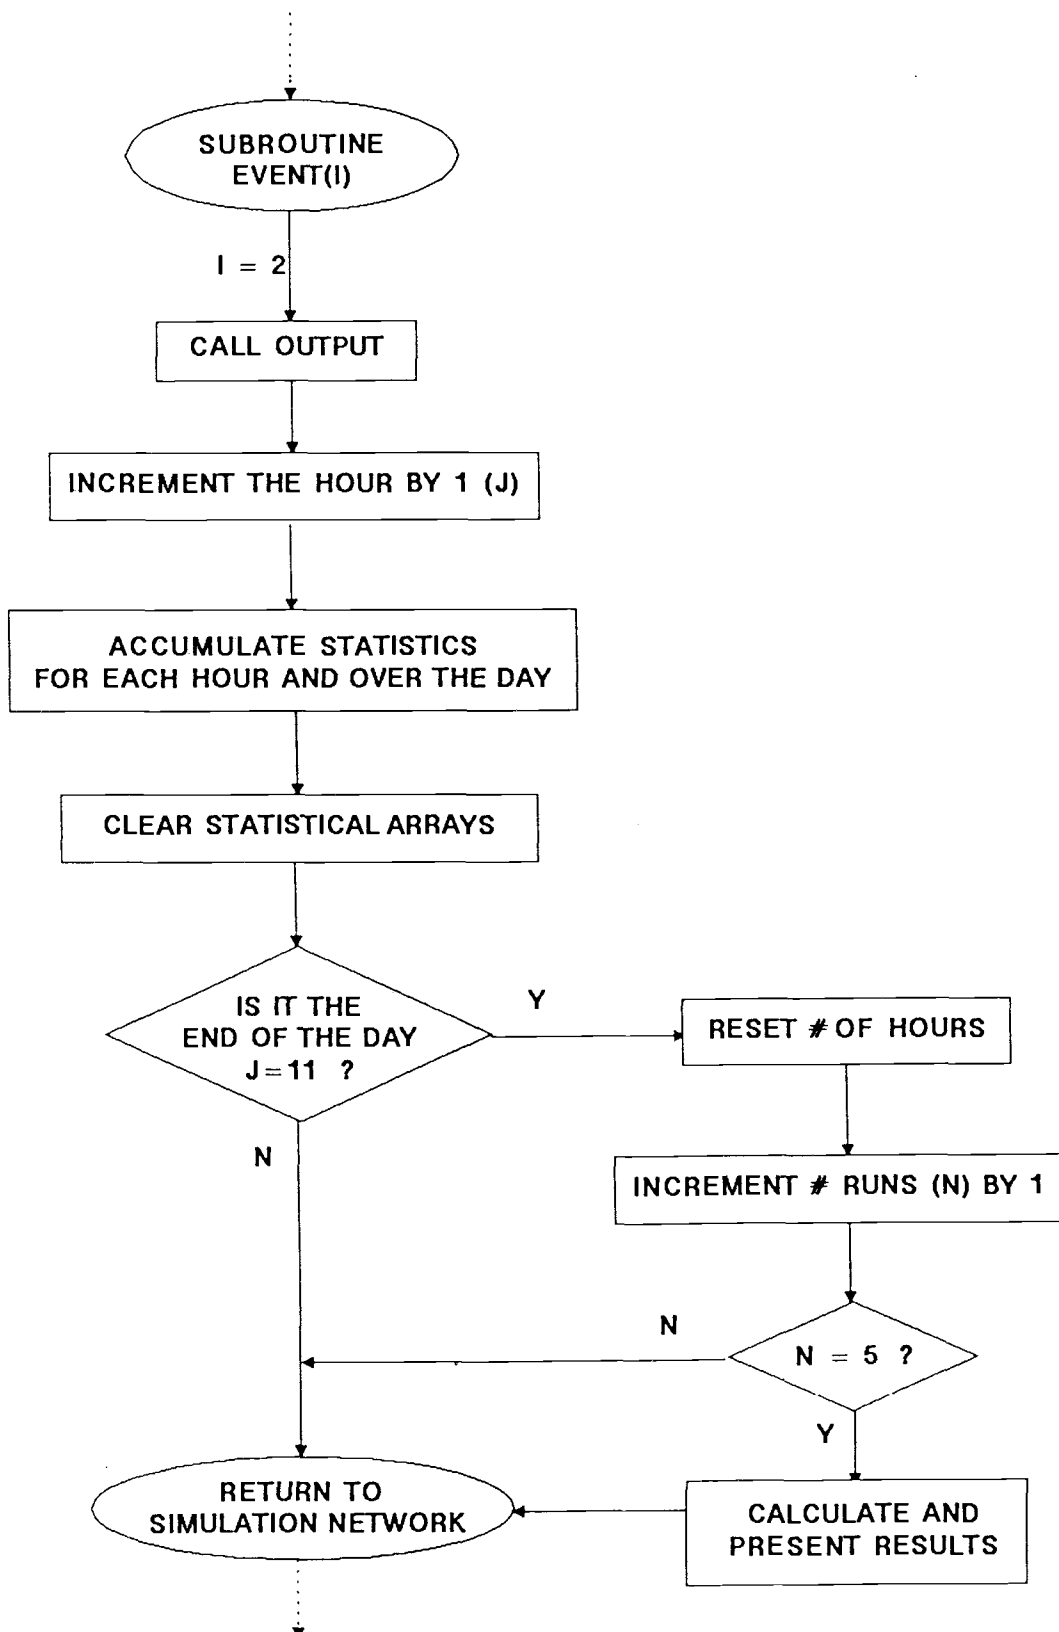 SUBROUTINE
EVENT(I)
I = 2
CALL OUTPUT
INCREMENT THE HOUR BY 1 (J)
ACCUMULATE STATISTICS
FOR EACH HOUR AND OVER THE DAY
CLEAR STATISTICAL ARRAYS
IS IT THE
END OF THE DAY
J=11 ?
Y
RESET # OF HOURS
N
INCREMENT # RUNS (N) BY 1
N
N = 5 ?
Y
RETURN TO
SIMULATION NETWORK
CALCULATE AND
PRESENT RESULTS